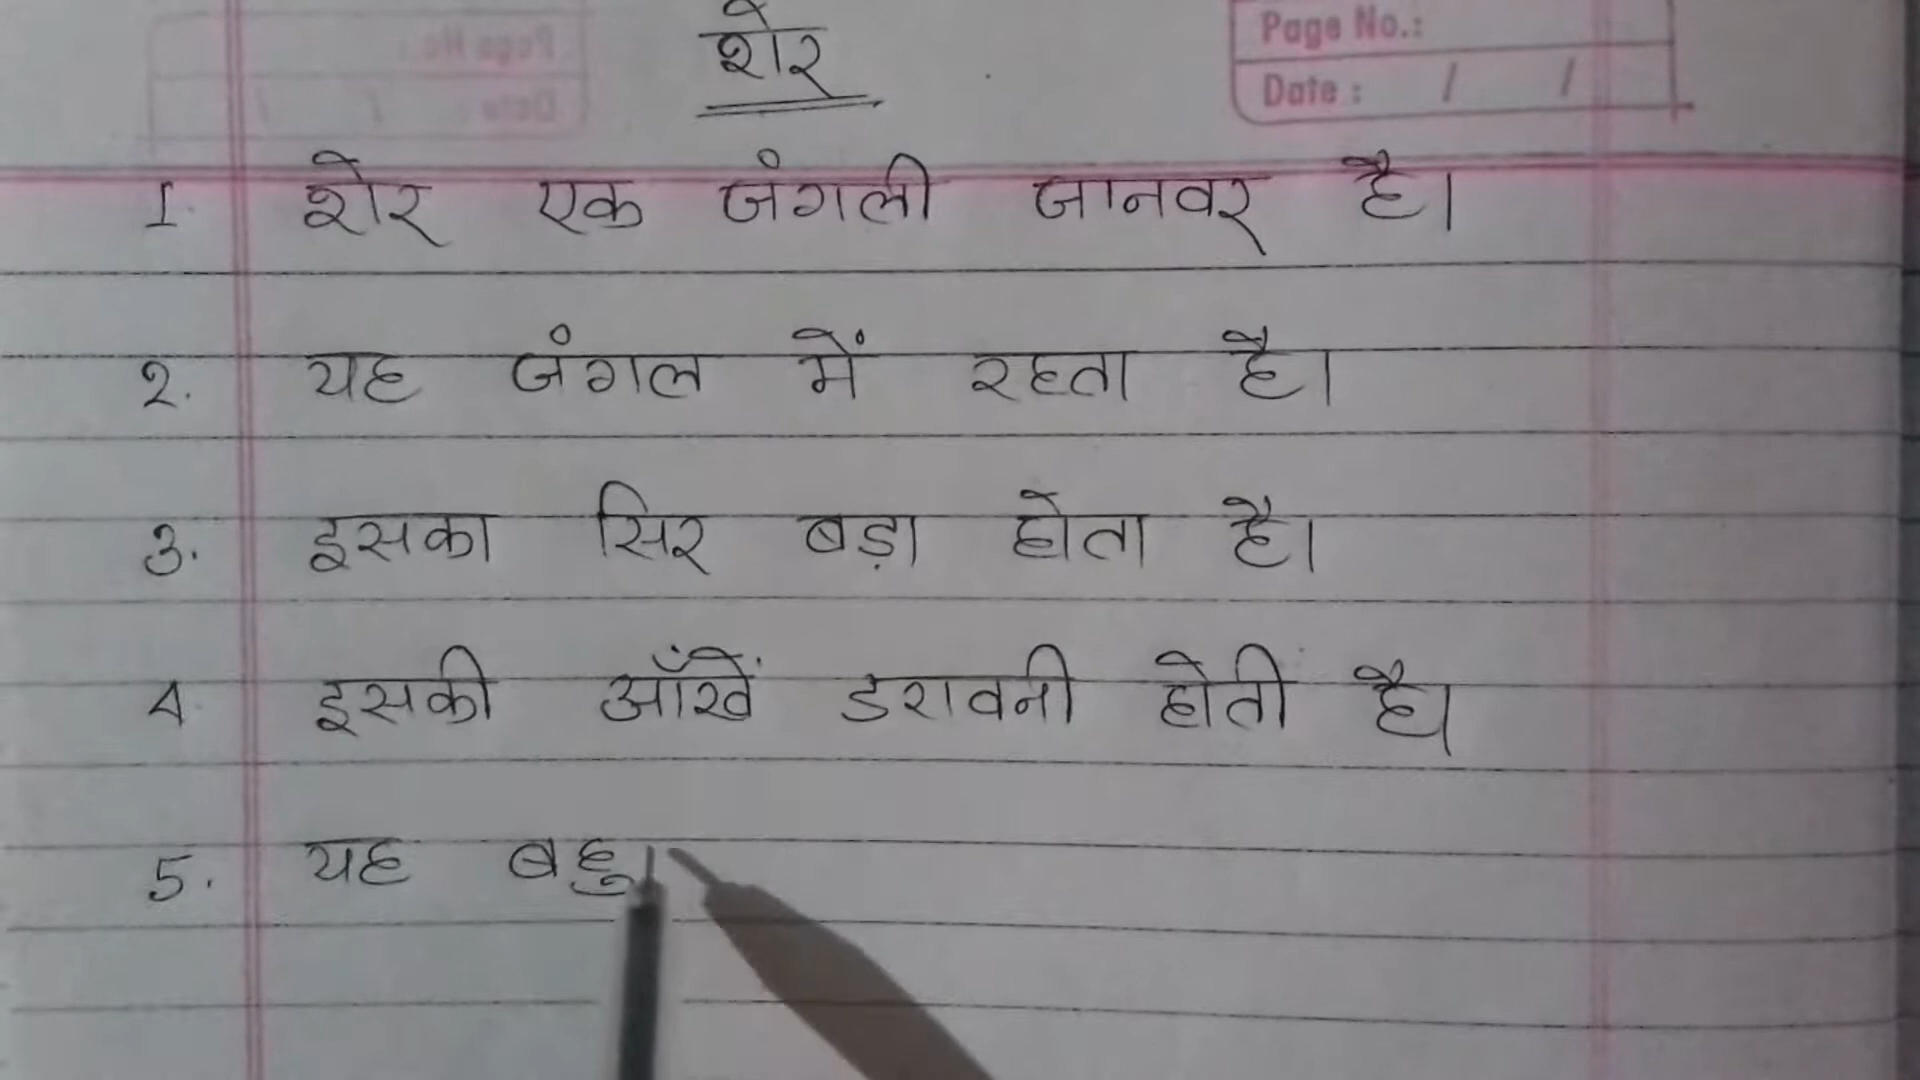 शेर
Page No.:
Date : / /
1. शेर एक जंगली जानवर है।
2. यह जंगल में रहता है।
3. इसका सिर बड़ा होता है।
4. इसकी आँखें डरावनी होती है।
5. यह बहु